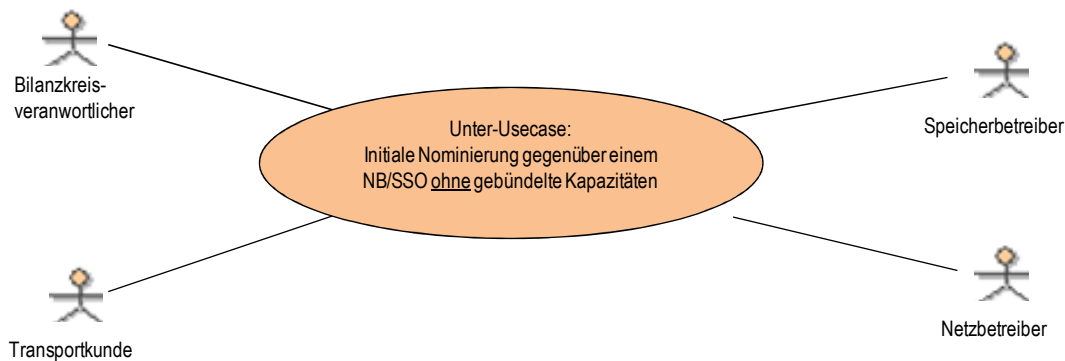 Bilanzkreis-
veranwortlicher
Unter-Usecase:
Initiale Nominierung gegenüber einem
NB/SSO ohne gebündelte Kapazitäten
Speicherbetreiber
Transportkunde
Netzbetreiber